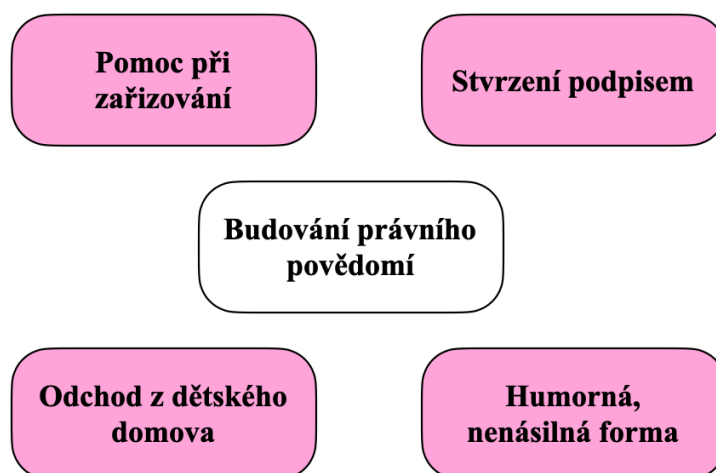 Pomoc při
zařizování
Stvrzení podpisem
Budování právního
povědomí
Odchod z dětského
domova
Humorná,
nenásilná forma